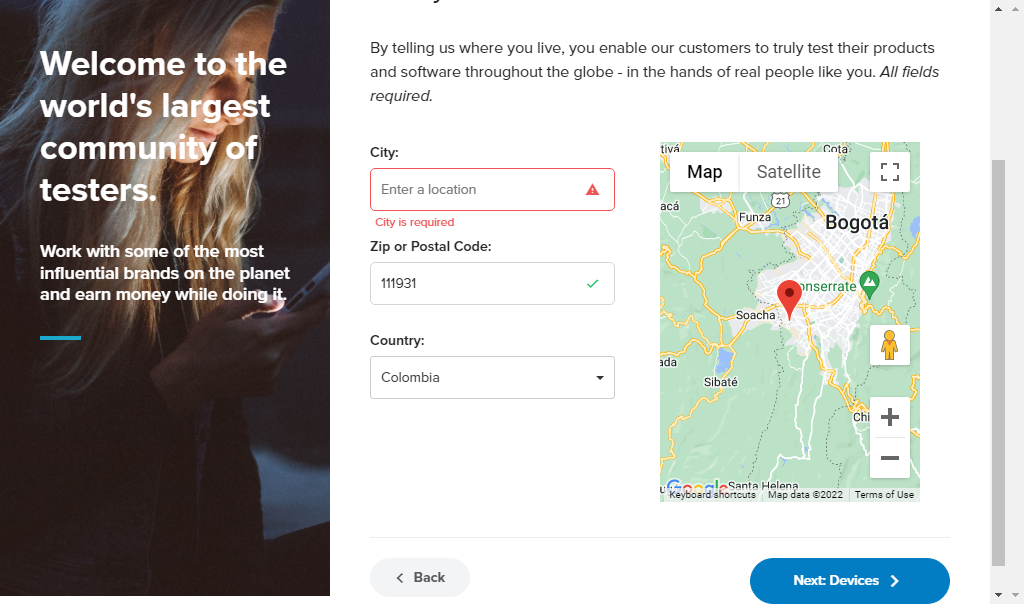 Welcome to the
world's largest
community of
testers.
Work with some of the most
influential brands on the planet
and earn money while doing it.
By telling us where you live, you enable our customers to truly test their products
and software throughout the globe - in the hands of real people like you. All fields
required.
City:
Enter a location
City is required
Zip or Postal Code:
111931
Country:
Colombia
Map
Satellite
Cota
21
Funza
Bogotá
onserrate
Soacha
Sibaté
Chi
Santa Helena
Google
Keyboard shortcuts
Map data ©2022
Terms of Use
Back
Next: Devices